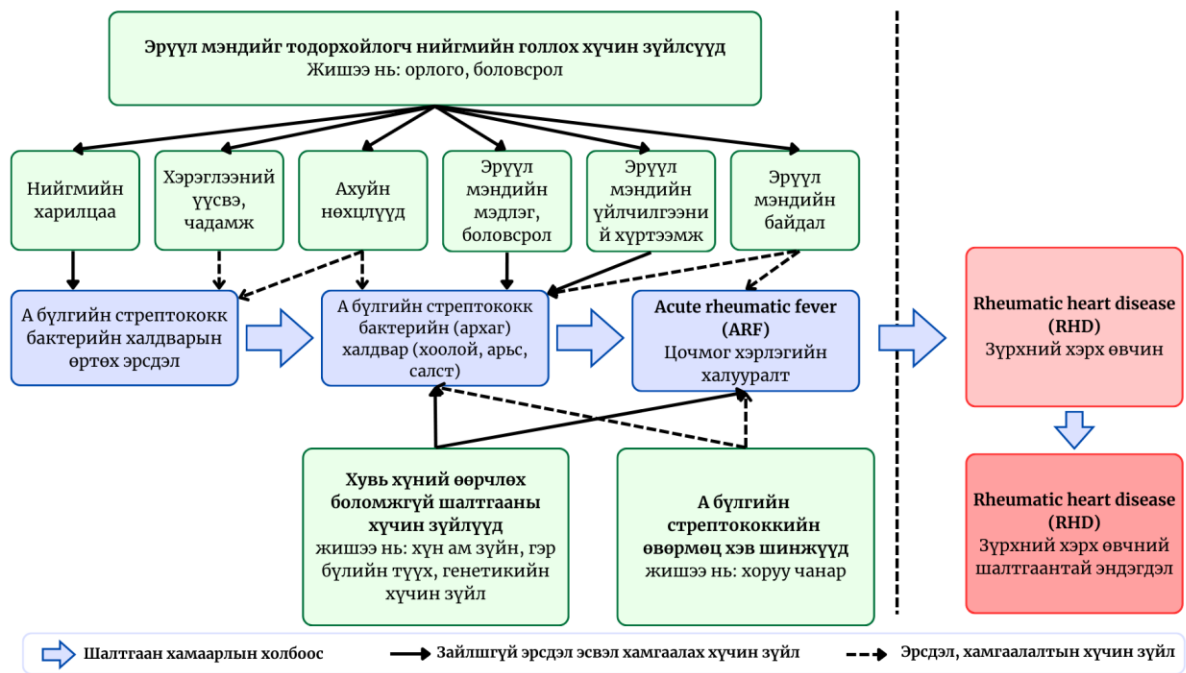 Эрүүл мэндийг тодорхойлогч нийгмийн голлох хүчин зүйлсүүд
Жишээ нь: орлого, боловсрол
Нийгмийн
харилцаа
Хэрэглээний
үүсвэ,
чадамж
Ахуйн
нөхцлүүд
Эрүүл
мэндийн
мэдлэг,
боловсрол
Эрүүл
мэндийн
үйлчилгээни
й хүртээмж
Эрүүл
мэндийн
байдал
А бүлгийн стрептококк
бактерийн халдварын
өртөх эрсдэл
А бүлгийн стрептококк
бактерийн (архаг)
халдвар (хоолой, арьс,
салст)
Acute rheumatic fever
(ARF)
Цочмог хэрлэгийн
халууралт
Rheumatic heart disease
(RHD)
Зүрхний хэрх өвчин
Хувь хүний өөрчлөх
боломжгүй шалтгааны
хүчин зүйлүүд
жишээ нь: хүн ам зүйн, гэр
бүлийн түүх, генетикийн
хүчин зүйл
А бүлгийн
стрептококкийн
өвөрмөц хэв шинжүүд
жишээ нь: хоруу чанар
Rheumatic heart disease
(RHD)
Зүрхний хэрх өвчний
шалтгаантай эндэгдэл
Шалтгаан хамаарлын холбоос
Зайлшгүй эрсдэл эсвэл хамгаалах хүчин зүйл
Эрсдэл, хамгаалалтын хүчин зүйл